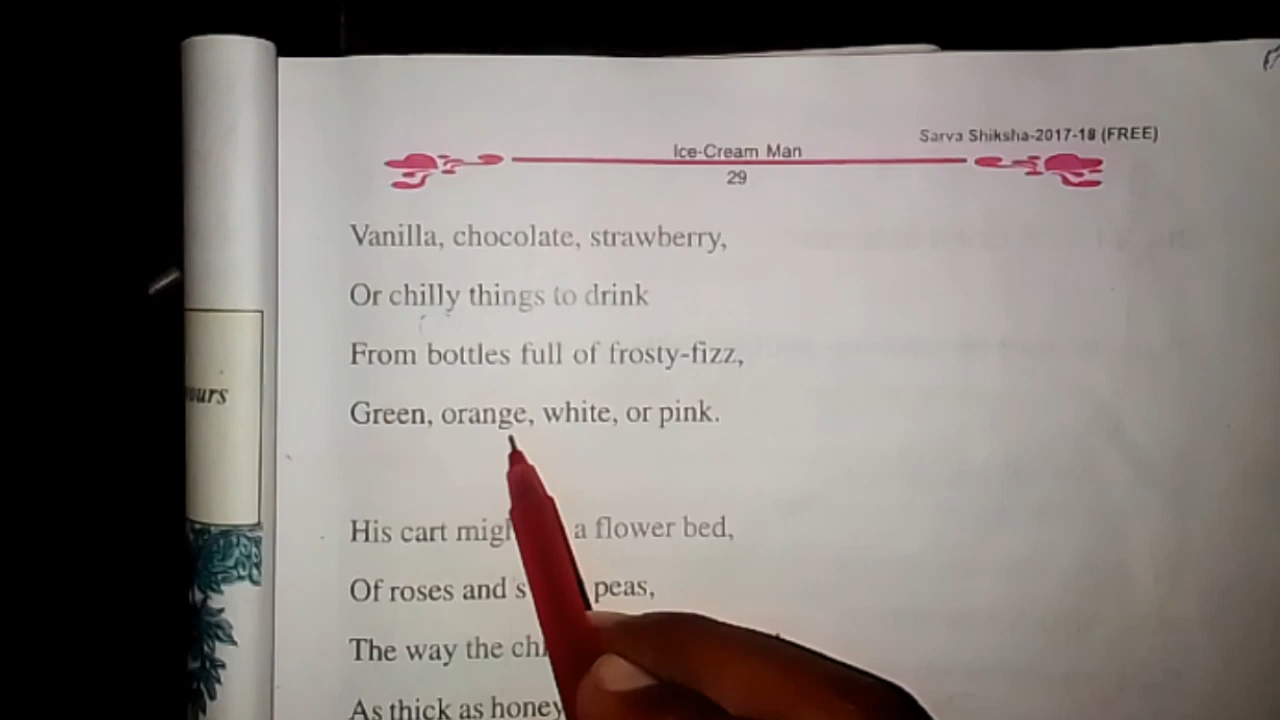 Sarva Shiksha-2017-18 (FREE)
Ice-Cream Man
29
Vanilla, chocolate, strawberry,
Or chilly things to drink
From bottles full of frosty-fizz,
Green, orange, white, or pink.
ours
His cart a flower bed,
Of roses and peas,
The way the
As thick as honey